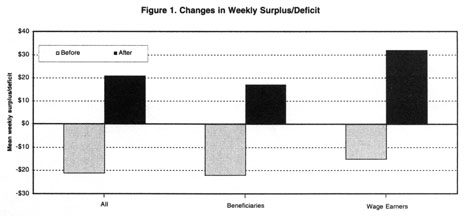 Figure 1. Changes in Weekly Surplus/Deficit
Mean weekly surplus/deficit
$40
$30
$20
$10
$0
-$10
-$20
-$30
Before After
All Beneficiaries Wage Earners